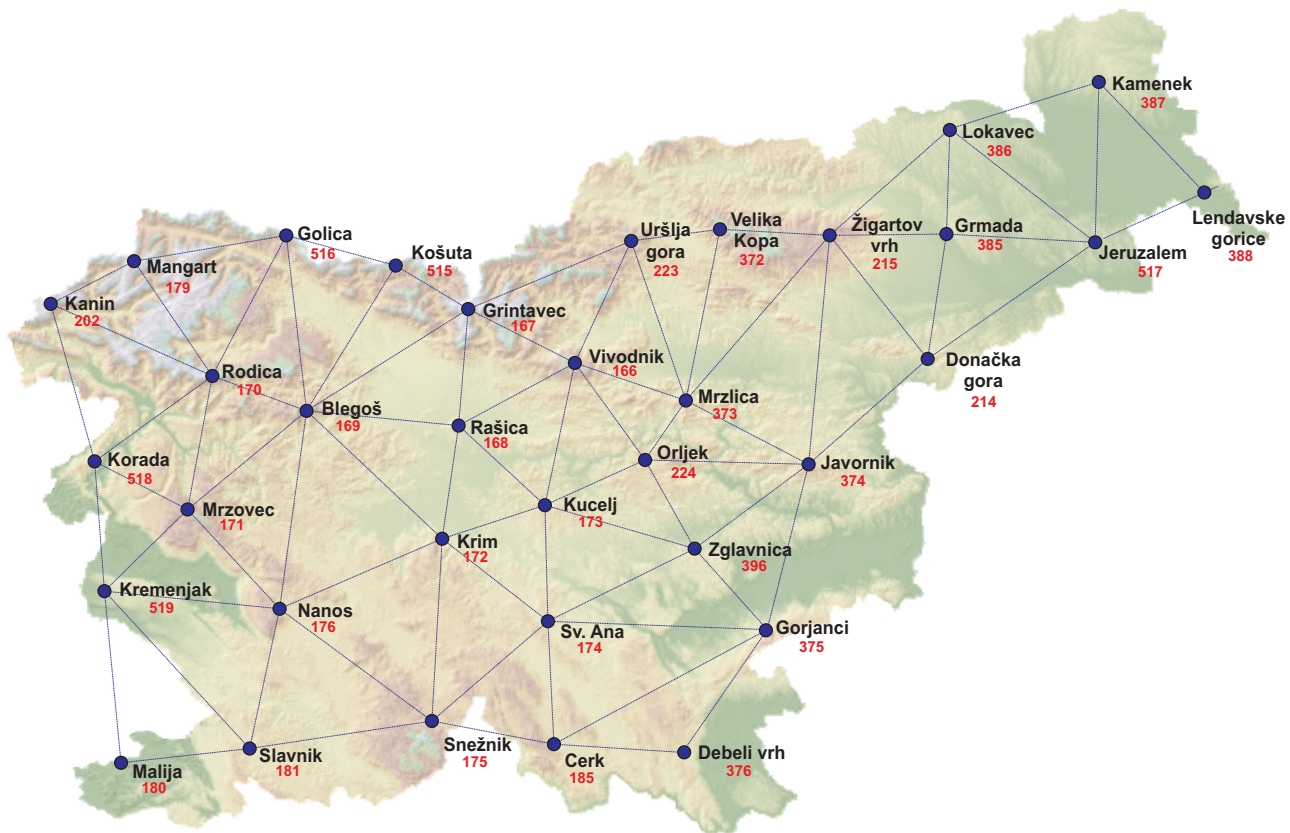 Kamenek
387
Lokavec
386
Lendavske
gorice
388
Golica
516
Košuta
515
Uršlja
gora
223
Velika
Kopa
372
Žigartov
vrh
215
Grmada
385
Jeruzalem
517
Mangart
179
Kanin
202
Grintavec
167
Rodica
170
Vivodnik
166
Donačka
gora
214
Blegoš
169
Mrzlica
373
Rašica
168
Korada
518
Orljek
224
Javornik
374
Mrzovec
171
Kucelj
173
Krim
172
Zglavnica
396
Kremenjak
519
Nanos
176
Sv. Ana
174
Gorjanci
375
Snežnik
175
Slavnik
181
Malija
180
Cerk
185
Debeli vrh
376